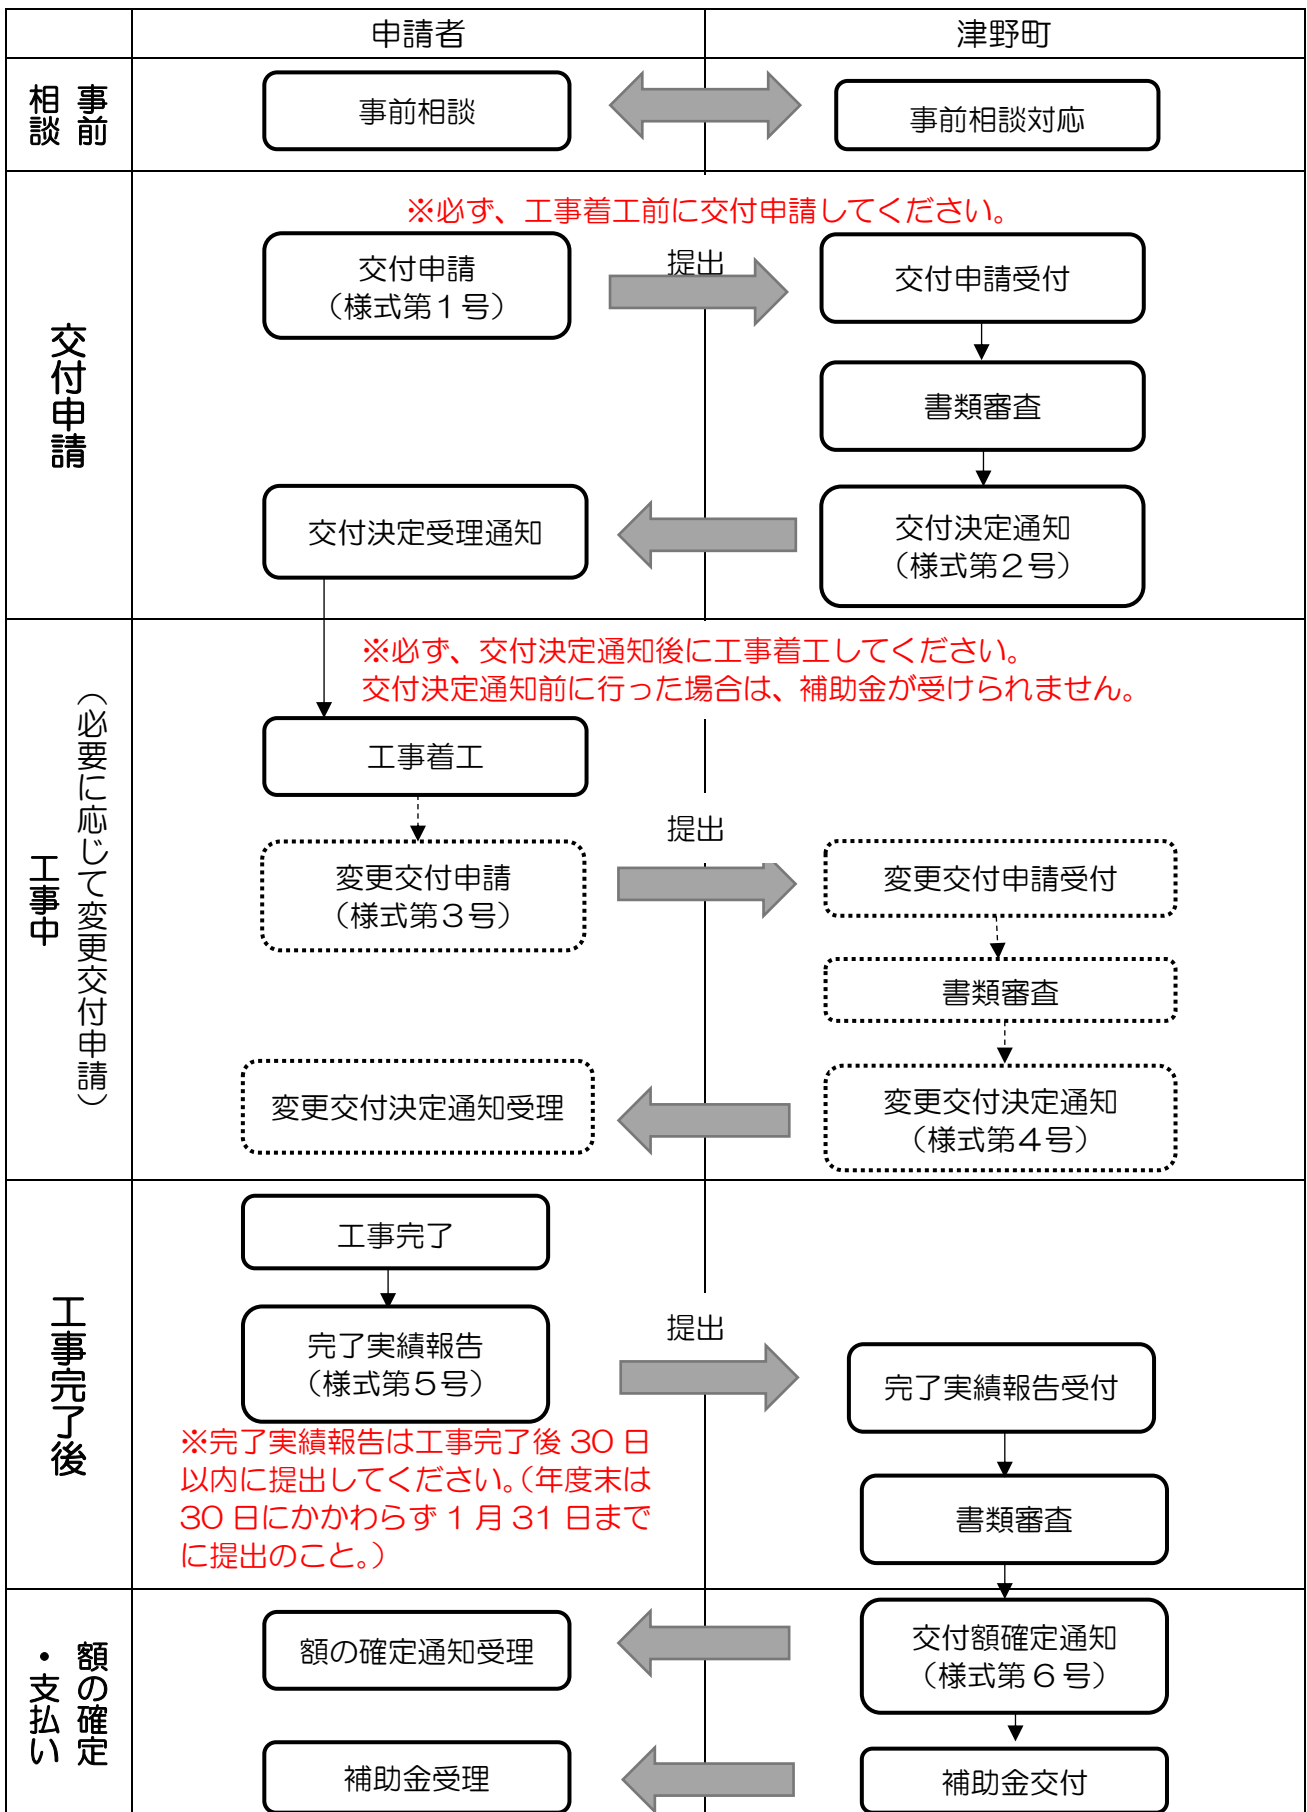 申請者
津野町
事前
相談
事前相談
事前相談対応
交付申請
※必ず、工事着工前に交付申請してください。
交付申請
(様式第1号)
提出
交付申請受付
書類審査
交付決定受理通知
交付決定通知
(様式第2号)
工事中
(必要に応じて変更交付申請)
※必ず、交付決定通知後に工事着工してください。
交付決定通知前に行った場合は、補助金が受けられません。
工事着工
変更交付申請
(様式第3号)
提出
変更交付申請受付
書類審査
変更交付決定通知受理
変更交付決定通知
(様式第4号)
工事完了後
工事完了
完了実績報告
(様式第5号)
提出
完了実績報告受付
※完了実績報告は工事完了後 30 日
以内に提出してください。(年度末は
30 日にかかわらず 1 月 31 日まで
に提出のこと。)
書類審査
額の確定
・支払い
額の確定通知受理
交付額確定通知
(様式第 6 号)
補助金受理
補助金交付